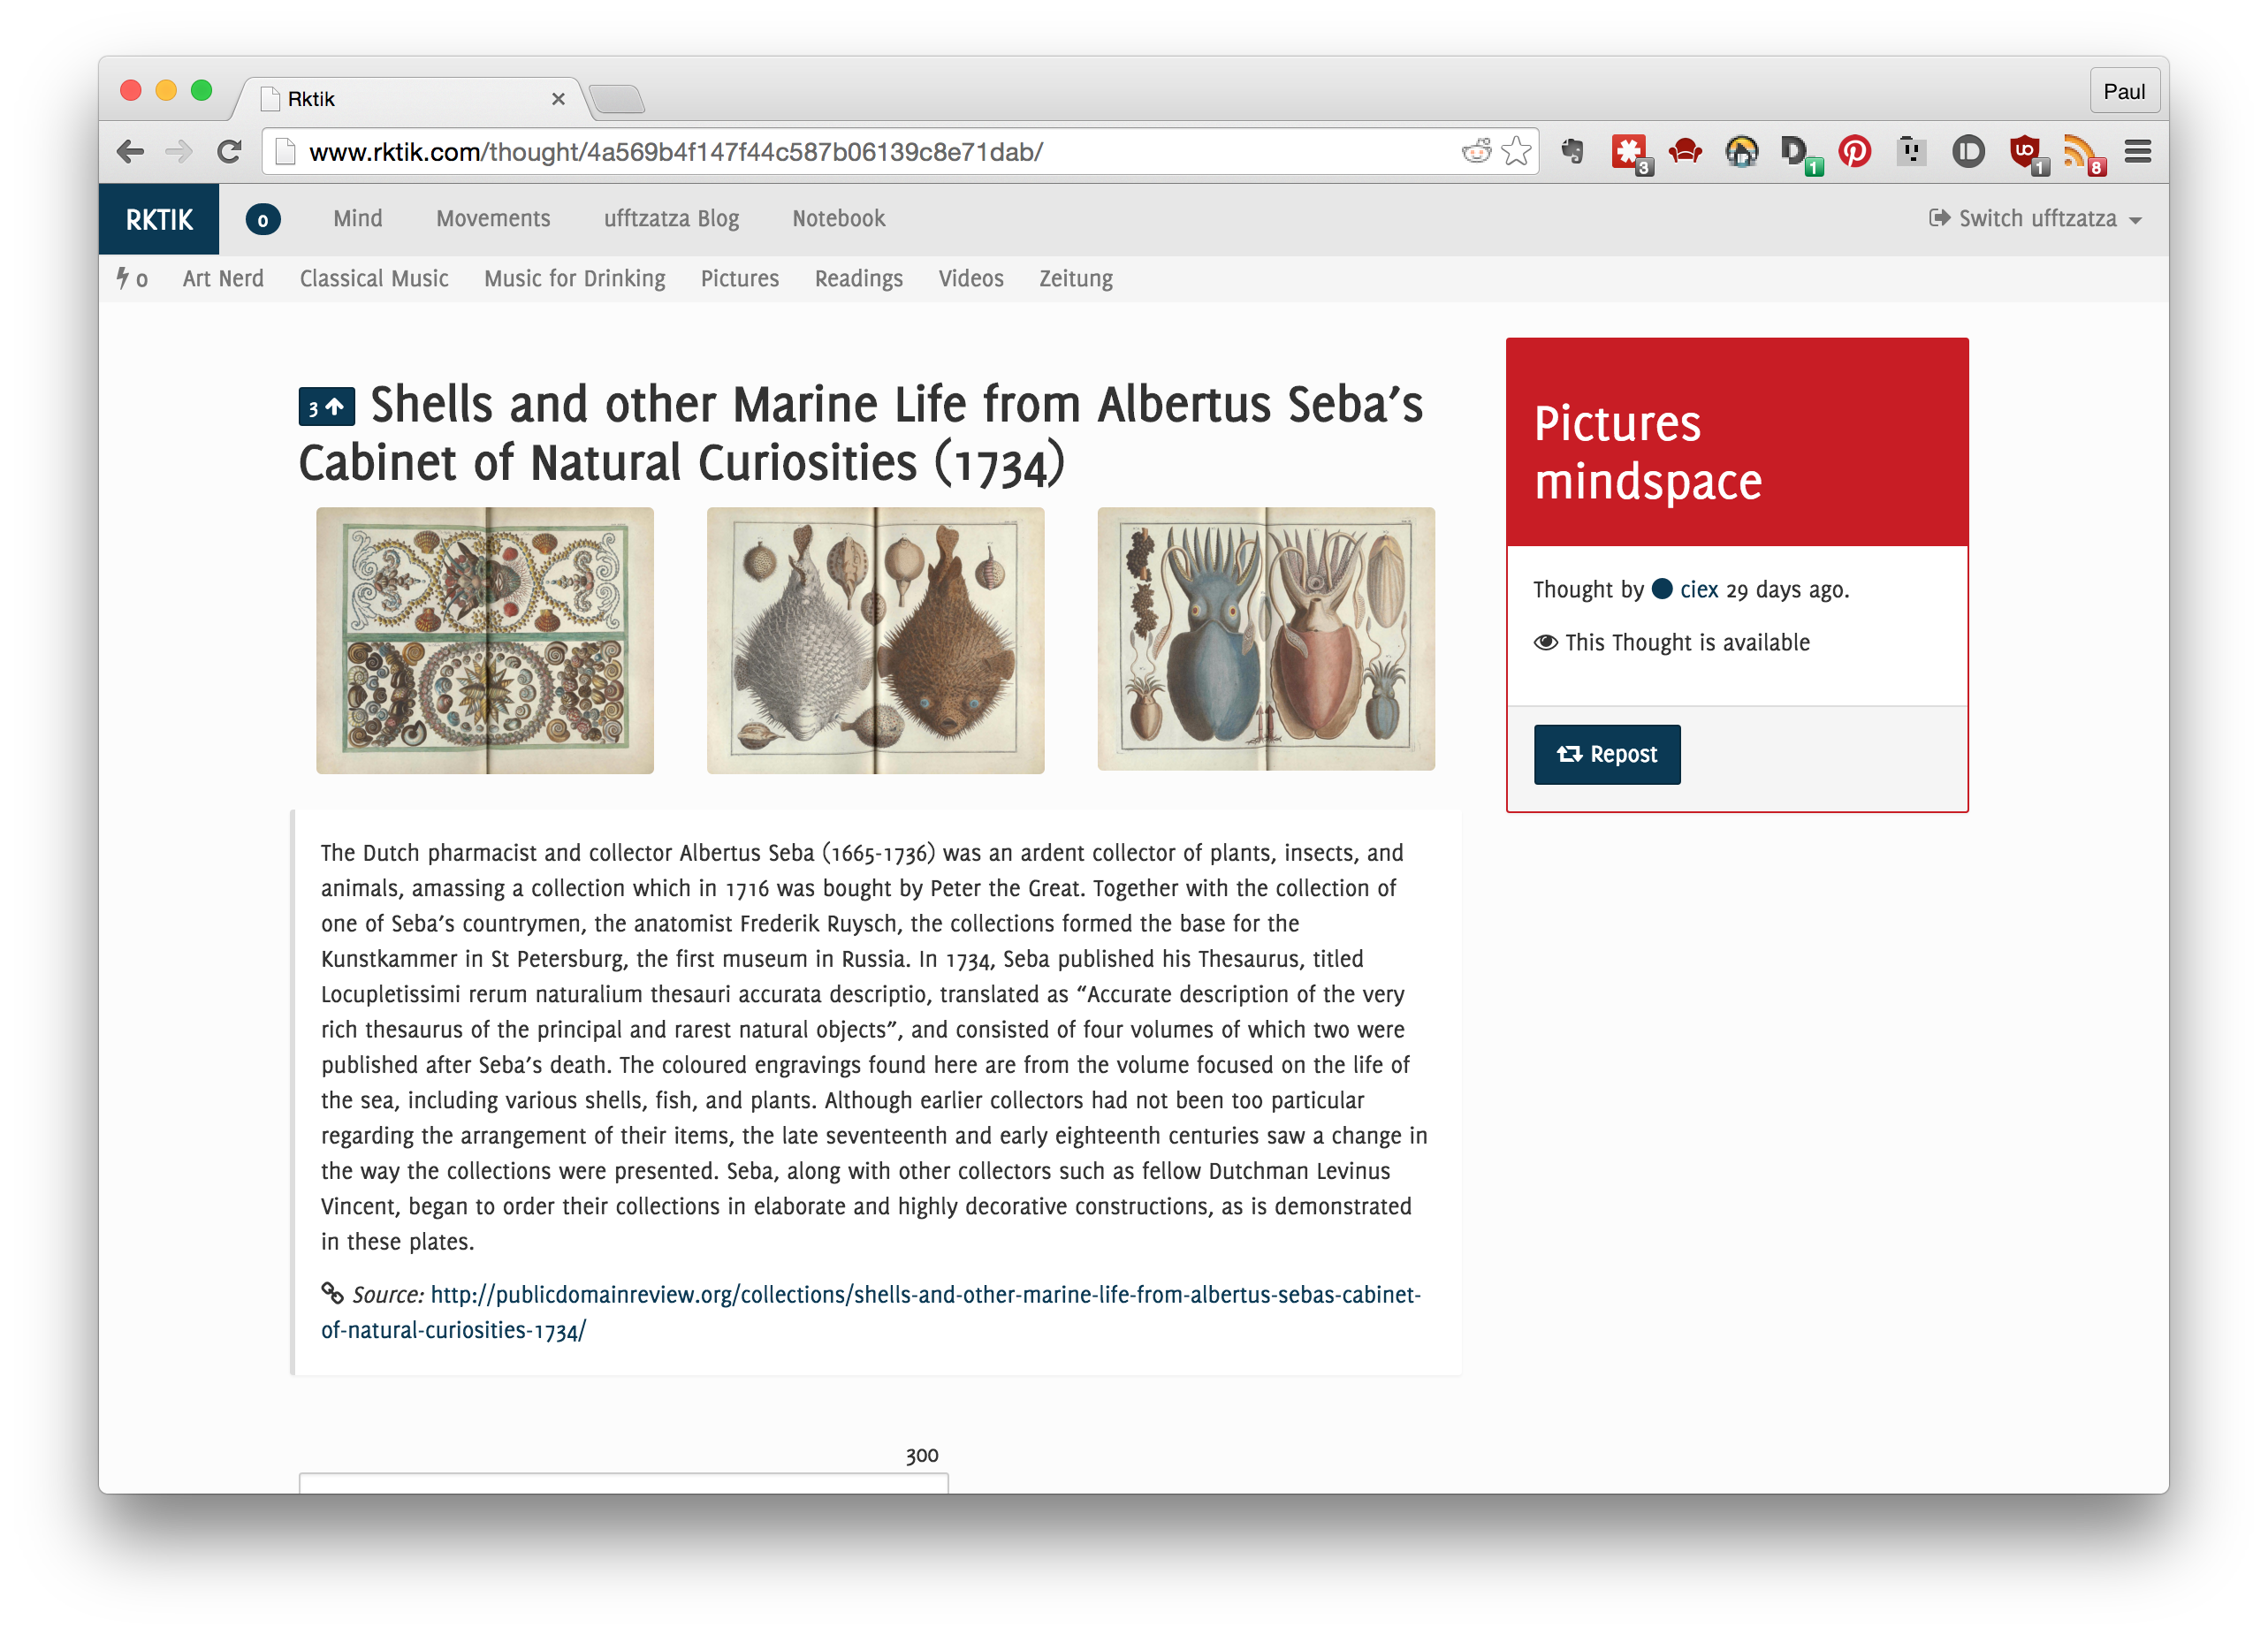 Rktik
Paul
www.rktik.com/thought/4a569b4f147f44c587b06139c8e71dab/
3
1
1
8
RKTIK 0 Mind Movements ufftzatza Blog Notebook Switch ufftzatza
0 Art Nerd Classical Music Music for Drinking Pictures Readings Videos Zeitung
3 Shells and other Marine Life from Albertus Seba’s
Cabinet of Natural Curiosities (1734)
The Dutch pharmacist and collector Albertus Seba (1665-1736) was an ardent collector of plants, insects, and
animals, amassing a collection which in 1716 was bought by Peter the Great. Together with the collection of
one of Seba’s countrymen, the anatomist Frederik Ruysch, the collections formed the base for the
Kunstkammer in St Petersburg, the first museum in Russia. In 1734, Seba published his Thesaurus, titled
Locupletissimi rerum naturalium thesauri accurata descriptio, translated as “Accurate description of the very
rich thesaurus of the principal and rarest natural objects”, and consisted of four volumes of which two were
published after Seba’s death. The coloured engravings found here are from the volume focused on the life of
the sea, including various shells, fish, and plants. Although earlier collectors had not been too particular
regarding the arrangement of their items, the late seventeenth and early eighteenth centuries saw a change in
the way the collections were presented. Seba, along with other collectors such as fellow Dutchman Levinus
Vincent, began to order their collections in elaborate and highly decorative constructions, as is demonstrated
in these plates.
Source: http://publicdomainreview.org/collections/shells-and-other-marine-life-from-albertus-sebas-cabinet-
of-natural-curiosities-1734/
300
Pictures
mindspace
Thought by ciex 29 days ago.
This Thought is available
Repost